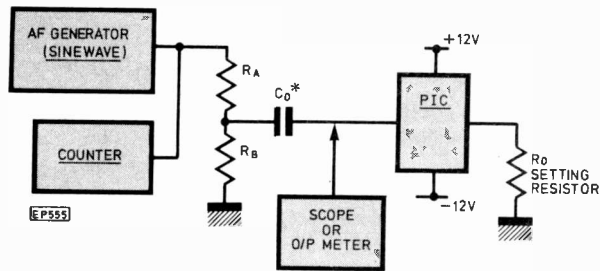 AF GENERATOR
(SINEWAVE)
COUNTER
EP555
RA
RB
Co*
SCOPE
OR
O/P METER
+12V
PIC
-12V
Ro
SETTING
RESISTOR